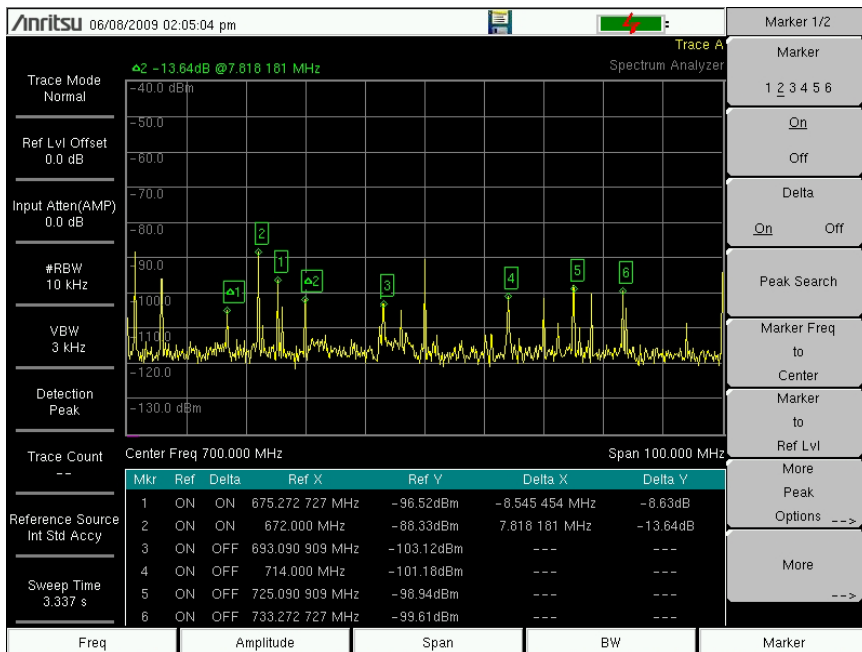 Anritsu 06/08/2009 02:05:04 pm
Trace A
△2 -13.64dB @7.818 181 MHz
Spectrum Analyzer
Trace Mode
Normal
Ref Lvl Offset
0.0 dB
Input Atten(AMP)
0.0 dB
#RBW
10 kHz
VBW
3 kHz
Detection
Peak
Trace Count
--
Reference Source
Int Std Accy
Sweep Time
3.337 s
-40.0 dBm
-50.0
-60.0
-70.0
-80.0
-90.0
-100.0
-110.0
-120.0
-130.0 dBm
△1
2
1
△2
3
4
5
6
Center Freq 700.000 MHz Span 100.000 MHz
Mkr Ref Delta Ref X Ref Y Delta X Delta Y
1 ON ON 675.272 727 MHz -96.52dBm -8.545 454 MHz -8.63dB
2 ON ON 672.000 MHz -88.33dBm 7.818 181 MHz -13.64dB
3 ON OFF 693.090 909 MHz -103.12dBm --- ---
4 ON OFF 714.000 MHz -101.18dBm --- ---
5 ON OFF 725.090 909 MHz -98.94dBm --- ---
6 ON OFF 733.272 727 MHz -99.61dBm --- ---
Marker 1/2
Marker
1 2 3 4 5 6
On
Off
Delta
On Off
Peak Search
Marker Freq
to
Center
Marker
to
Ref Lvl
More
Peak
Options -->
More
-->
Freq Amplitude Span BW Marker